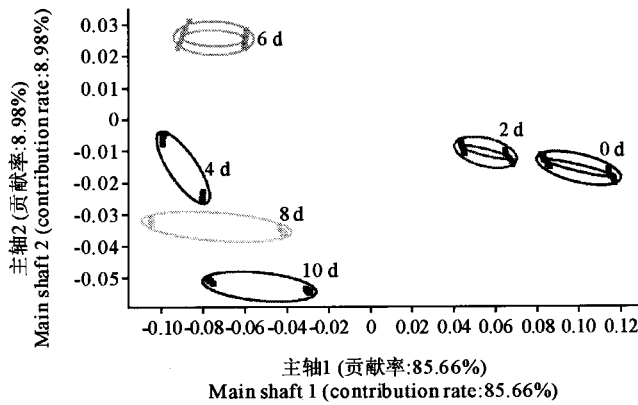 主轴2 (贡献率:8.98%)
Main shaft 2 (contribution rate:8.98%)
0.03
0.02
0.01
0
-0.01
-0.02
-0.03
-0.04
-0.05
6 d
2 d
0 d
4 d
8 d
10 d
-0.10 -0.08 -0.06 -0.04 -0.02 0 0.02 0.04 0.06 0.08 0.10 0.12
主轴1 (贡献率:85.66%)
Main shaft 1 (contribution rate:85.66%)